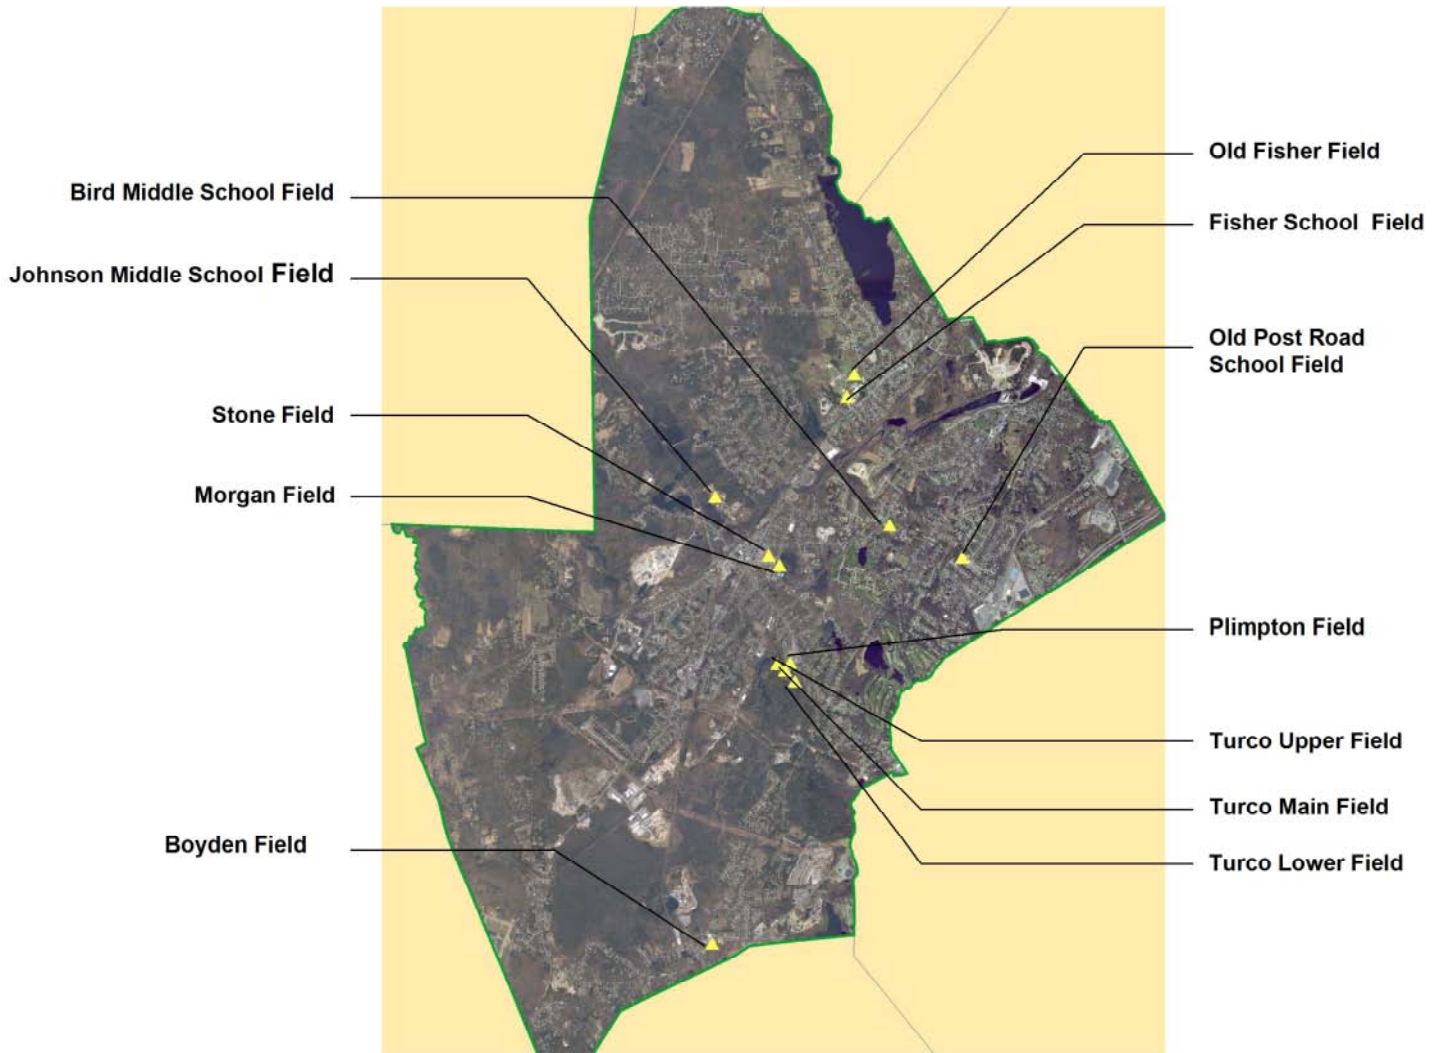 Old Fisher Field
Bird Middle School Field
Fisher School Field
Johnson Middle School Field
Old Post Road
School Field
Stone Field
Morgan Field
Plimpton Field
Turco Upper Field
Turco Main Field
Boyden Field
Turco Lower Field